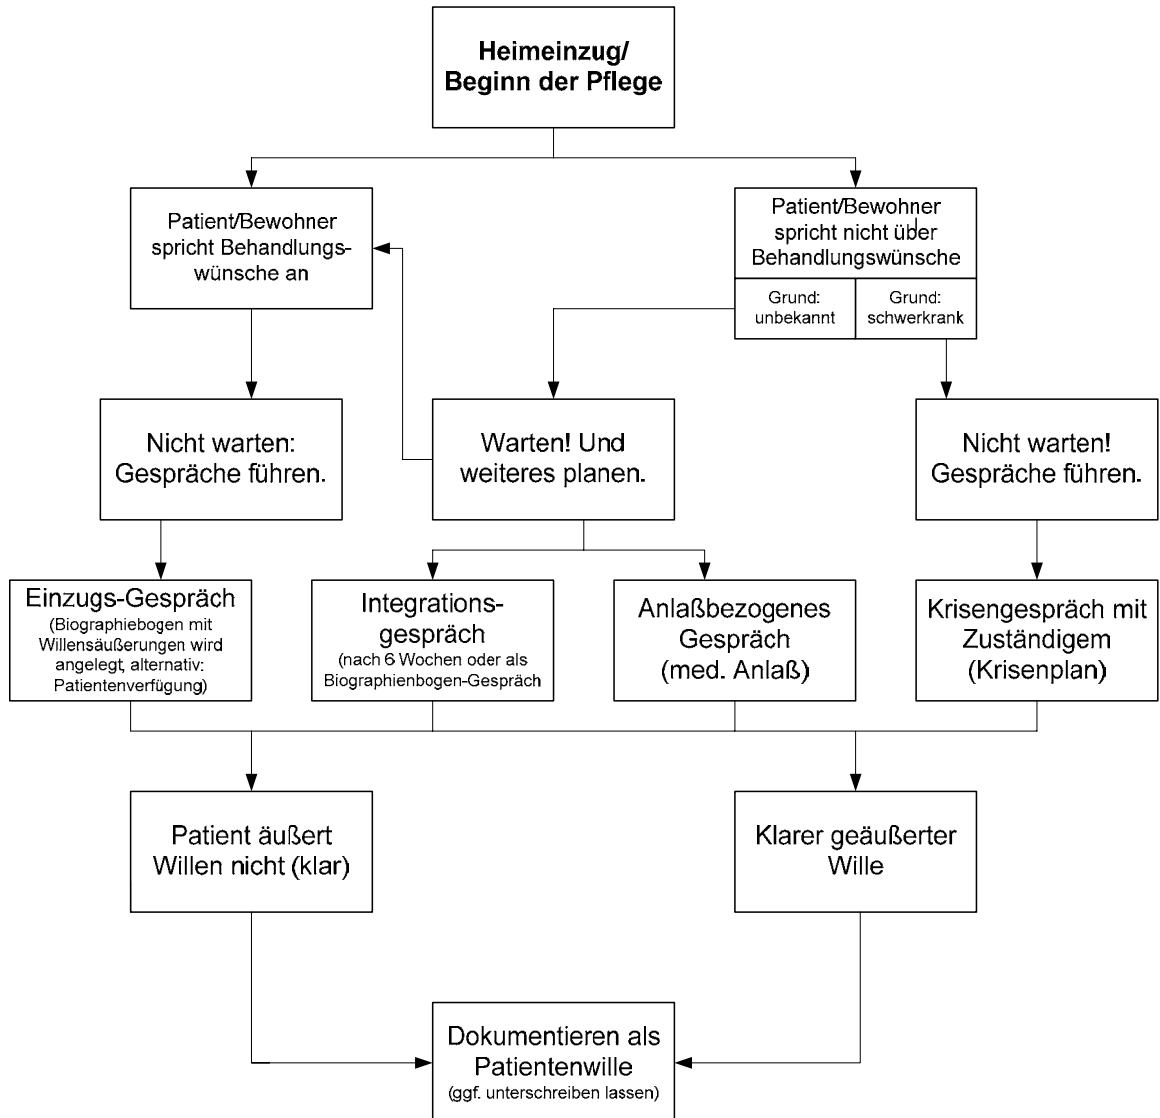 Heimeinzug/
Beginn der Pflege
Patient/Bewohner
spricht Behandlungs-
wünsche an
Patient/Bewohner
spricht nicht über
Behandlungswünsche
Grund:
unbekannt
Grund:
schwerkrank
Nicht warten:
Gespräche führen.
Warten! Und
weiteres planen.
Nicht warten!
Gespräche führen.
Einzugs-Gespräch
(Biographiebogen mit
Willensäußerungen wird
angelegt, alternativ:
Patientenverfügung)
Integrations-
gespräch
(nach 6 Wochen oder als
Biographienbogen-Gespräch
Anlaßbezogenes
Gespräch
(med. Anlaß)
Krisengespräch mit
Zuständigem
(Krisenplan)
Patient äußert
Willen nicht (klar)
Klarer geäußerter
Wille
Dokumentieren als
Patientenwille
(ggf. unterschreiben lassen)